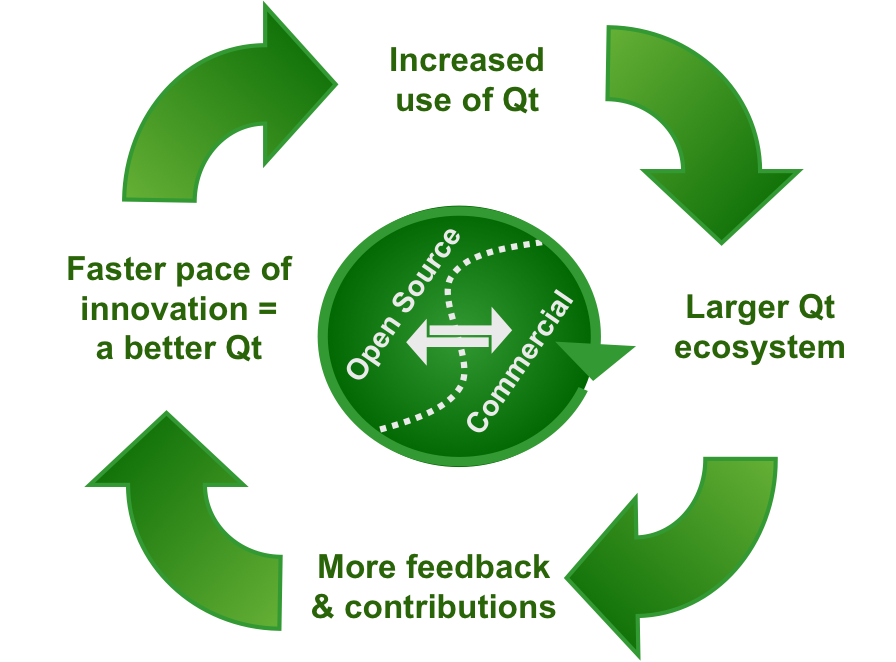 Increased
use of Qt
Larger Qt
ecosystem
More feedback
& contributions
Faster pace of
innovation =
a better Qt
Open Source
Commercial